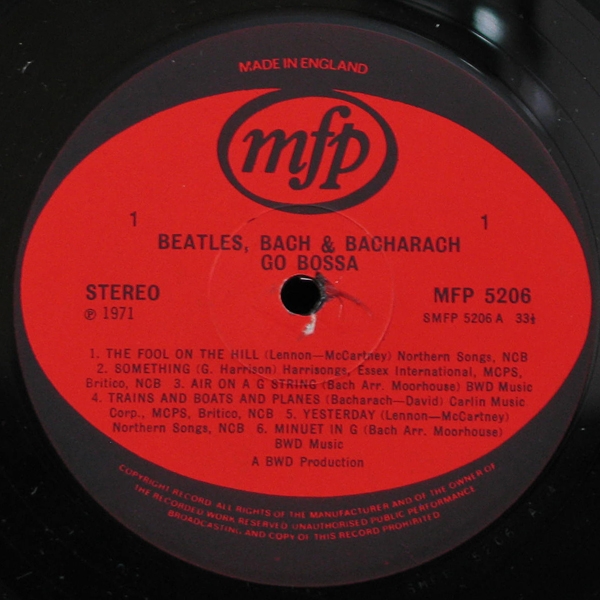 MADE IN ENGLAND
mfp
1 1
BEATLES, BACH & BACHARACH
GO BOSSA
STEREO MFP 5206
℗ 1971 SMFP 5206 A 33⅓
1. THE FOOL ON THE HILL (Lennon—McCartney) Northern Songs, NCB
2. SOMETHING (G. Harrison) Harrisongs, Essex International, MCPS,
Britico, NCB 3. AIR ON A G STRING (Bach Arr. Moorhouse) BWD Music
4. TRAINS AND BOATS AND PLANES (Bacharach—David) Carlin Music
Corp., MCPS, Britico, NCB 5. YESTERDAY (Lennon—McCartney)
Northern Songs, NCB 6. MINUET IN G (Bach Arr. Moorhouse)
BWD Music
A BWD Production
COPYRIGHT RECORD. ALL RIGHTS OF THE MANUFACTURER AND OF THE OWNER OF
THE RECORDED WORK RESERVED. UNAUTHORISED PUBLIC PERFORMANCE
BROADCASTING AND COPY OF THIS RECORD PROHIBITED